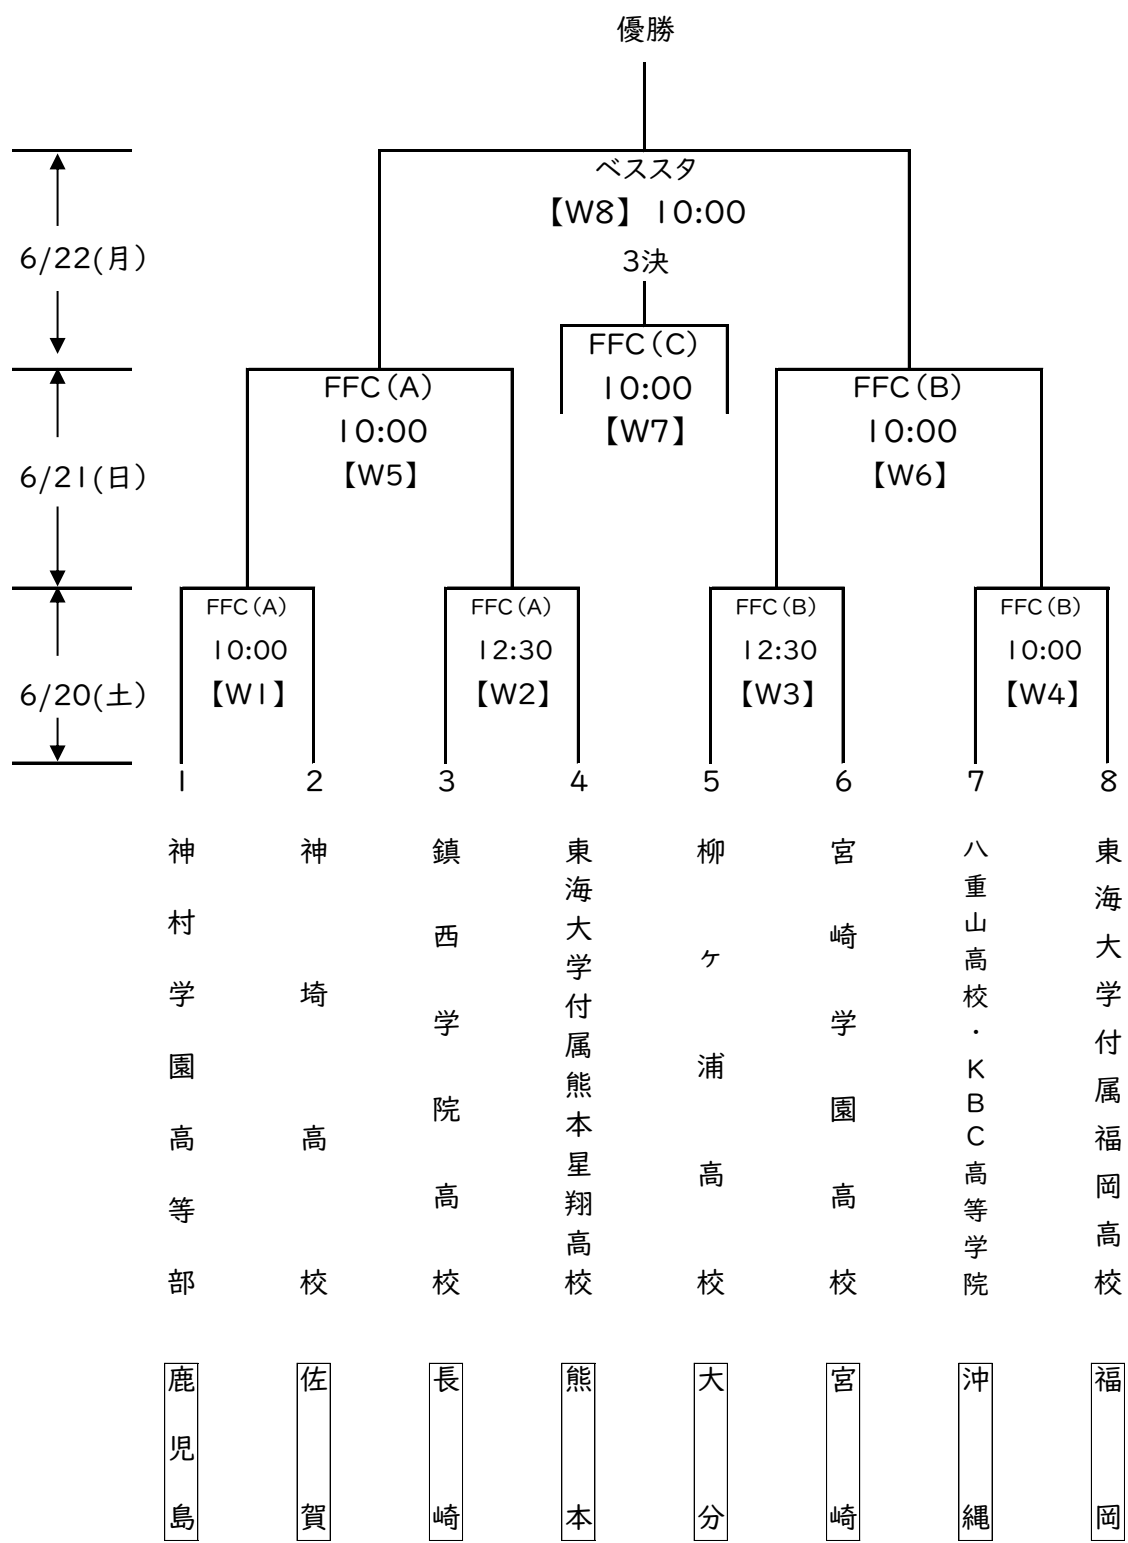 優勝
ベススタ
【W8】 10:00
6/22(月)
3決
FFC(C)
10:00
【W7】
FFC(A)
10:00
【W5】
FFC(B)
10:00
【W6】
6/21(日)
FFC(A)
10:00
【W1】
FFC(A)
12:30
【W2】
FFC(B)
12:30
【W3】
FFC(B)
10:00
【W4】
6/20(土)
1 2 3 4 5 6 7 8
神村学園高等部
神埼高校
鎮西学院高校
東海大学付属熊本星翔高校
柳ヶ浦高校
宮崎学園高校
八重山高校・KBC高等学院
東海大学付属福岡高校
鹿児島
佐賀
長崎
熊本
大分
宮崎
沖縄
福岡